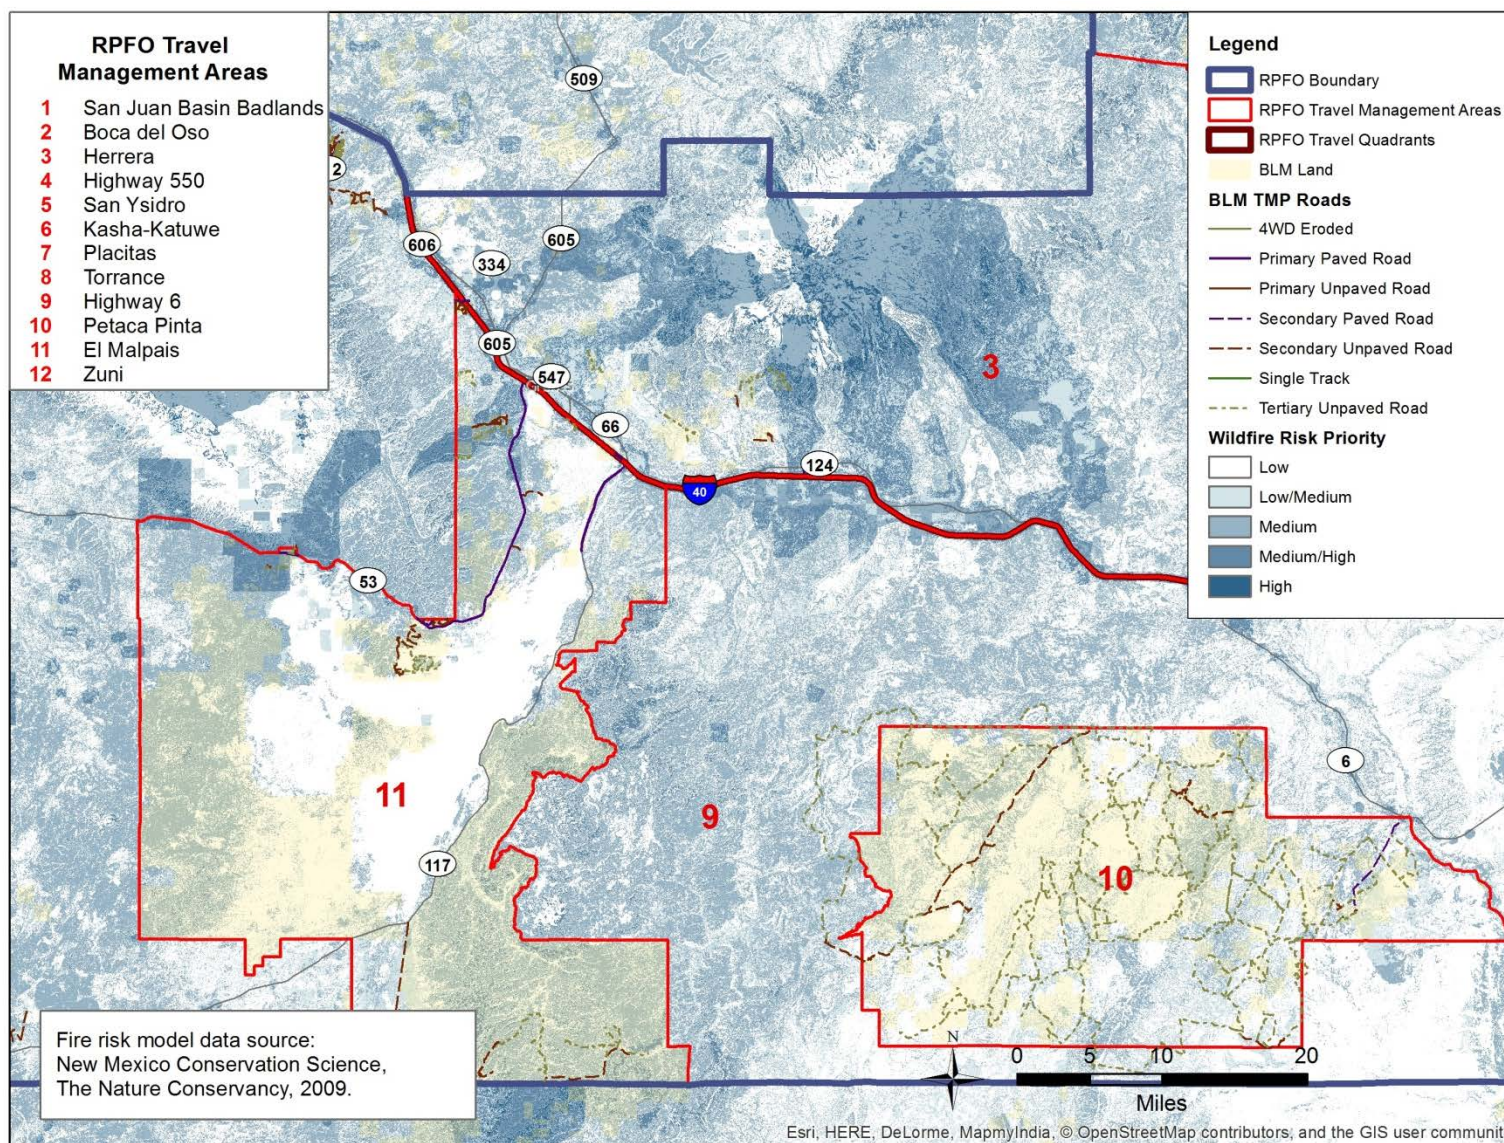 RPFO Travel
Management Areas
1 San Juan Basin Badlands
2 Boca del Oso
3 Herrera
4 Highway 550
5 San Ysidro
6 Kasha-Katuwe
7 Placitas
8 Torrance
9 Highway 6
10 Petaca Pinta
11 El Malpais
12 Zuni
Legend
RPFO Boundary
RPFO Travel Management Areas
RPFO Travel Quadrants
BLM Land
BLM TMP Roads
4WD Eroded
Primary Paved Road
Primary Unpaved Road
Secondary Paved Road
Secondary Unpaved Road
Single Track
Tertiary Unpaved Road
Wildfire Risk Priority
Low
Low/Medium
Medium
Medium/High
High
509
2
606
605
334
605
547
3
66
124
40
53
6
11
9
10
117
Fire risk model data source:
New Mexico Conservation Science,
The Nature Conservancy, 2009.
N
0 5 10 20
Miles
Esri, HERE, DeLorme, MapmyIndia, © OpenStreetMap contributors, and the GIS user communit